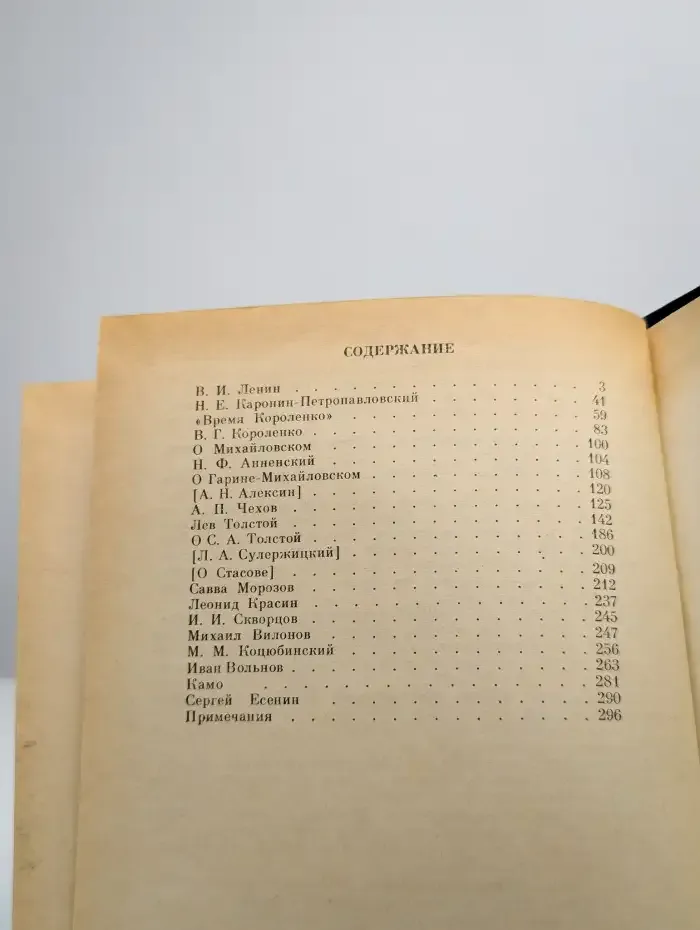 СОДЕРЖАНИЕ
В. И. Ленин . . . . . . . . . . . . . . . 3
Н. Е. Каронин-Петропавловский . . . . . . . 41
«Время Короленко» . . . . . . . . . . . . 59
В. Г. Короленко . . . . . . . . . . . . . . 83
О Михайловском . . . . . . . . . . . . . 100
Н. Ф. Анненский . . . . . . . . . . . . . 104
О Гарине-Михайловском . . . . . . . . . . 108
[А. Н. Алексин] . . . . . . . . . . . . . . 120
А. П. Чехов . . . . . . . . . . . . . . . 125
Лев Толстой . . . . . . . . . . . . . . . 142
О С. А. Толстой . . . . . . . . . . . . . 186
[Л. А. Сулержицкий] . . . . . . . . . . . . 200
[О Стасове] . . . . . . . . . . . . . . . 209
Савва Морозов . . . . . . . . . . . . . . 212
Леонид Красин . . . . . . . . . . . . . . 237
И. И. Скворцов . . . . . . . . . . . . . . 245
Михаил Вилонов . . . . . . . . . . . . . 247
М. М. Коцюбинский . . . . . . . . . . . . 256
Иван Вольнов . . . . . . . . . . . . . . . 263
Камо . . . . . . . . . . . . . . . . . 281
Сергей Есенин . . . . . . . . . . . . . . 290
Примечания . . . . . . . . . . . . . . . 296